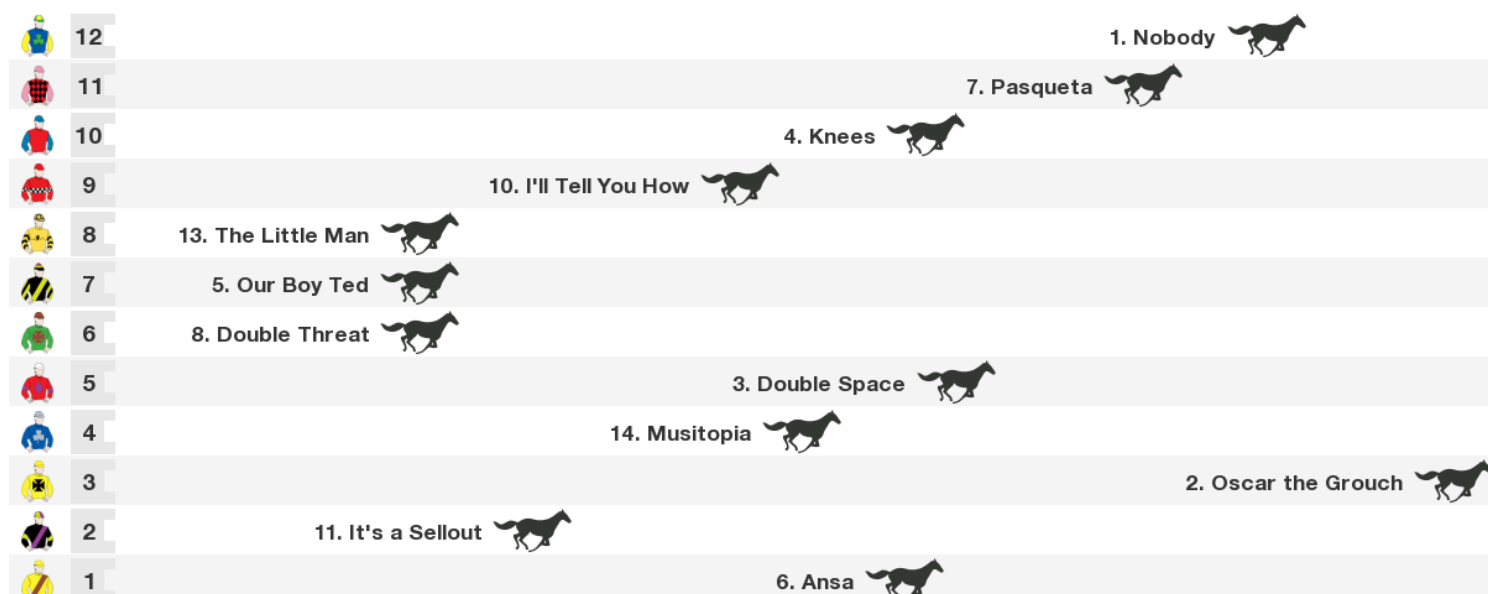 12 1. Nobody
11 7. Pasqueta
10 4. Knees
9 10. I'll Tell You How
8 13. The Little Man
7 5. Our Boy Ted
6 8. Double Threat
5 3. Double Space
4 14. Musitopia
3 2. Oscar the Grouch
2 11. It's a Sellout
1 6. Ansa